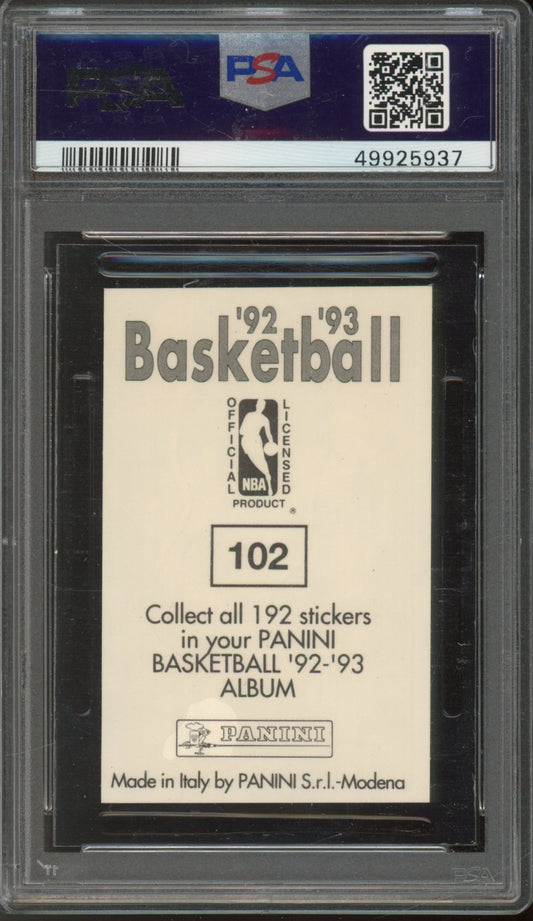 PSA
PSA
49925937
'92 '93
Basketball
OFFICIAL
LICENSED
NBA
PRODUCT ®
102
Collect all 192 stickers
in your PANINI
BASKETBALL '92-'93
ALBUM
PANINI
Made in Italy by PANINI S.r.l.-Modena
PSA